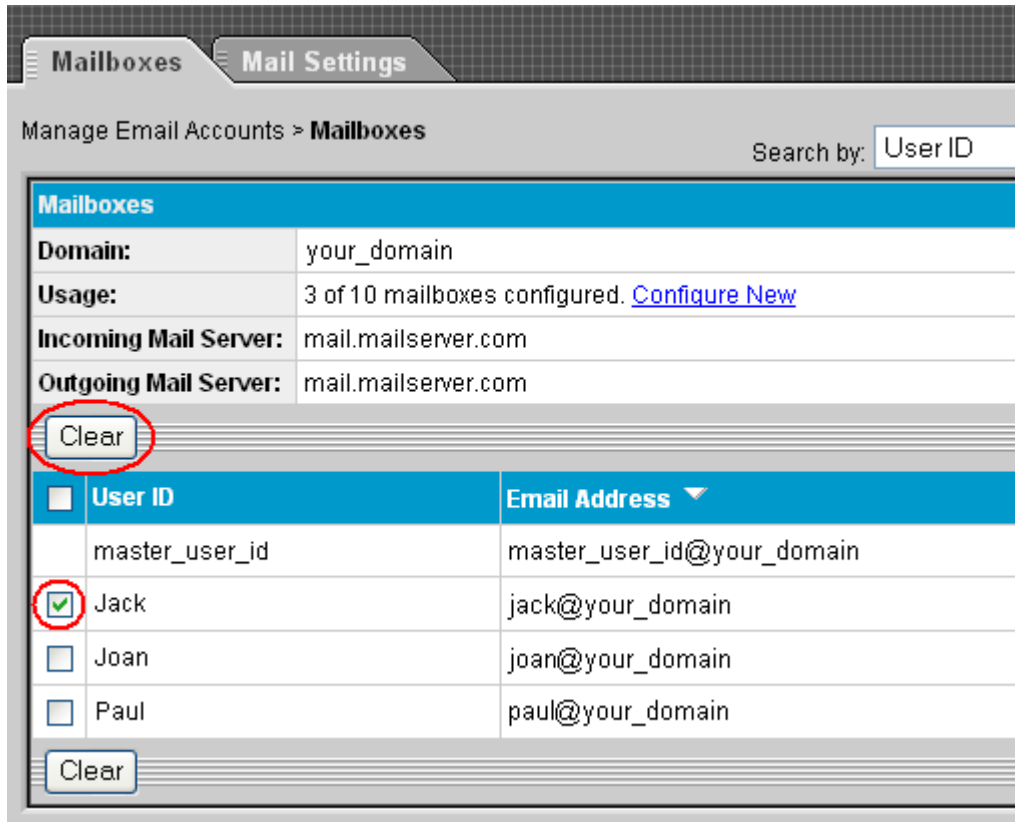 Mailboxes Mail Settings
Manage Email Accounts > Mailboxes
Search by: User ID
Mailboxes
Domain: your_domain
Usage: 3 of 10 mailboxes configured. Configure New
Incoming Mail Server: mail.mailserver.com
Outgoing Mail Server: mail.mailserver.com
Clear
User ID Email Address
master_user_id master_user_id@your_domain
Jack jack@your_domain
Joan joan@your_domain
Paul paul@your_domain
Clear